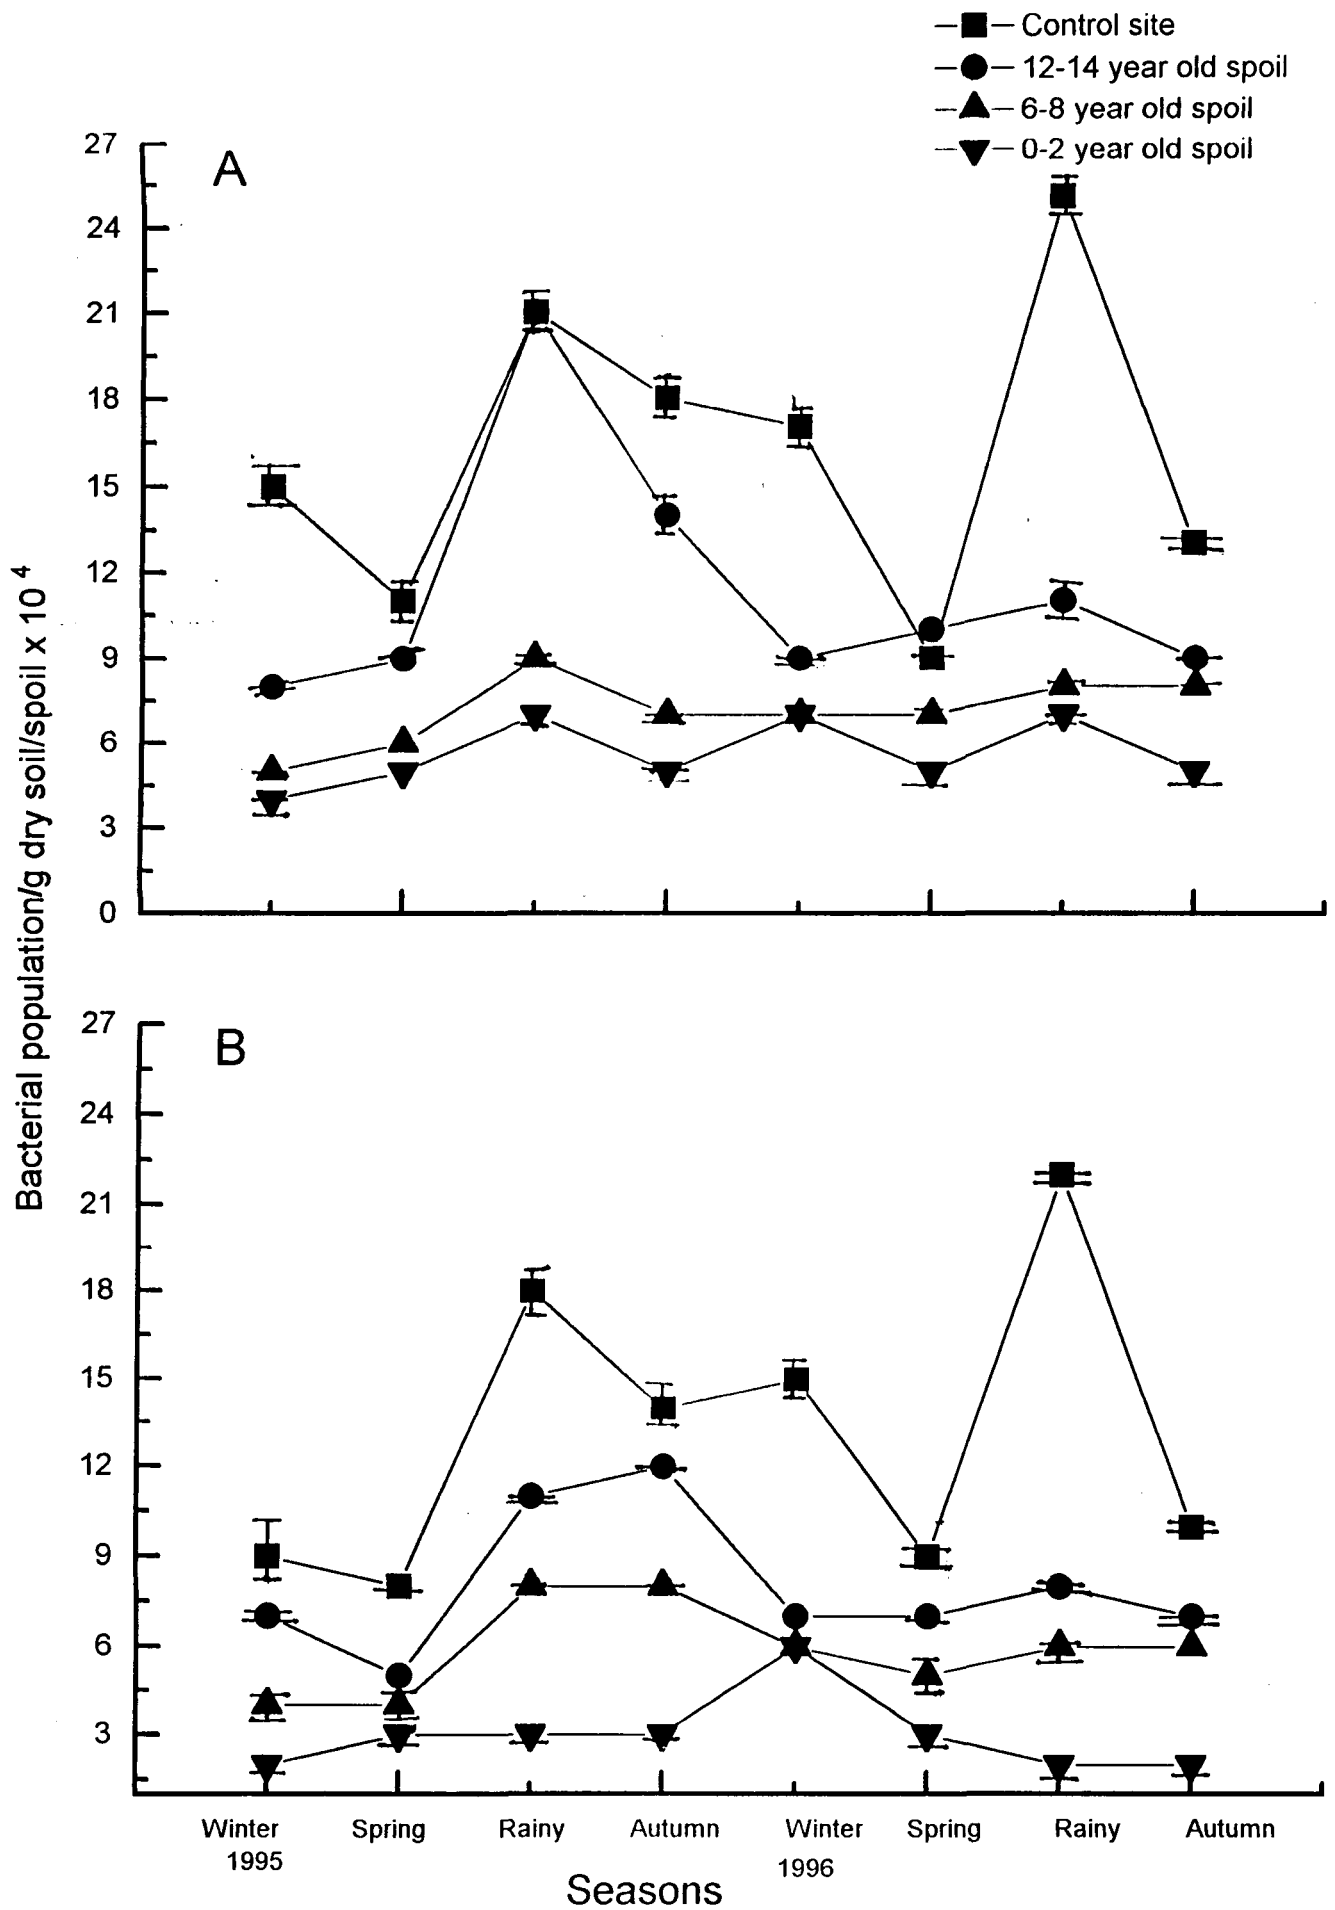 Control site
12-14 year old spoil
6-8 year old spoil
0-2 year old spoil
A
27
24
21
18
15
12
9
6
3
0
Bacterial population/g dry soil/spoil x 10 4
B
27
24
21
18
15
12
9
6
3
Winter Spring Rainy Autumn Winter Spring Rainy Autumn
1995 1996
Seasons